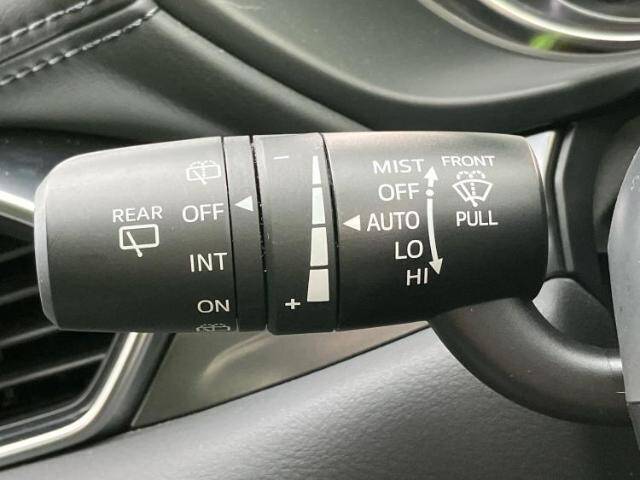 REAR
OFF
INT
ON
−
+
MIST
OFF
AUTO
LO
HI
FRONT
PULL